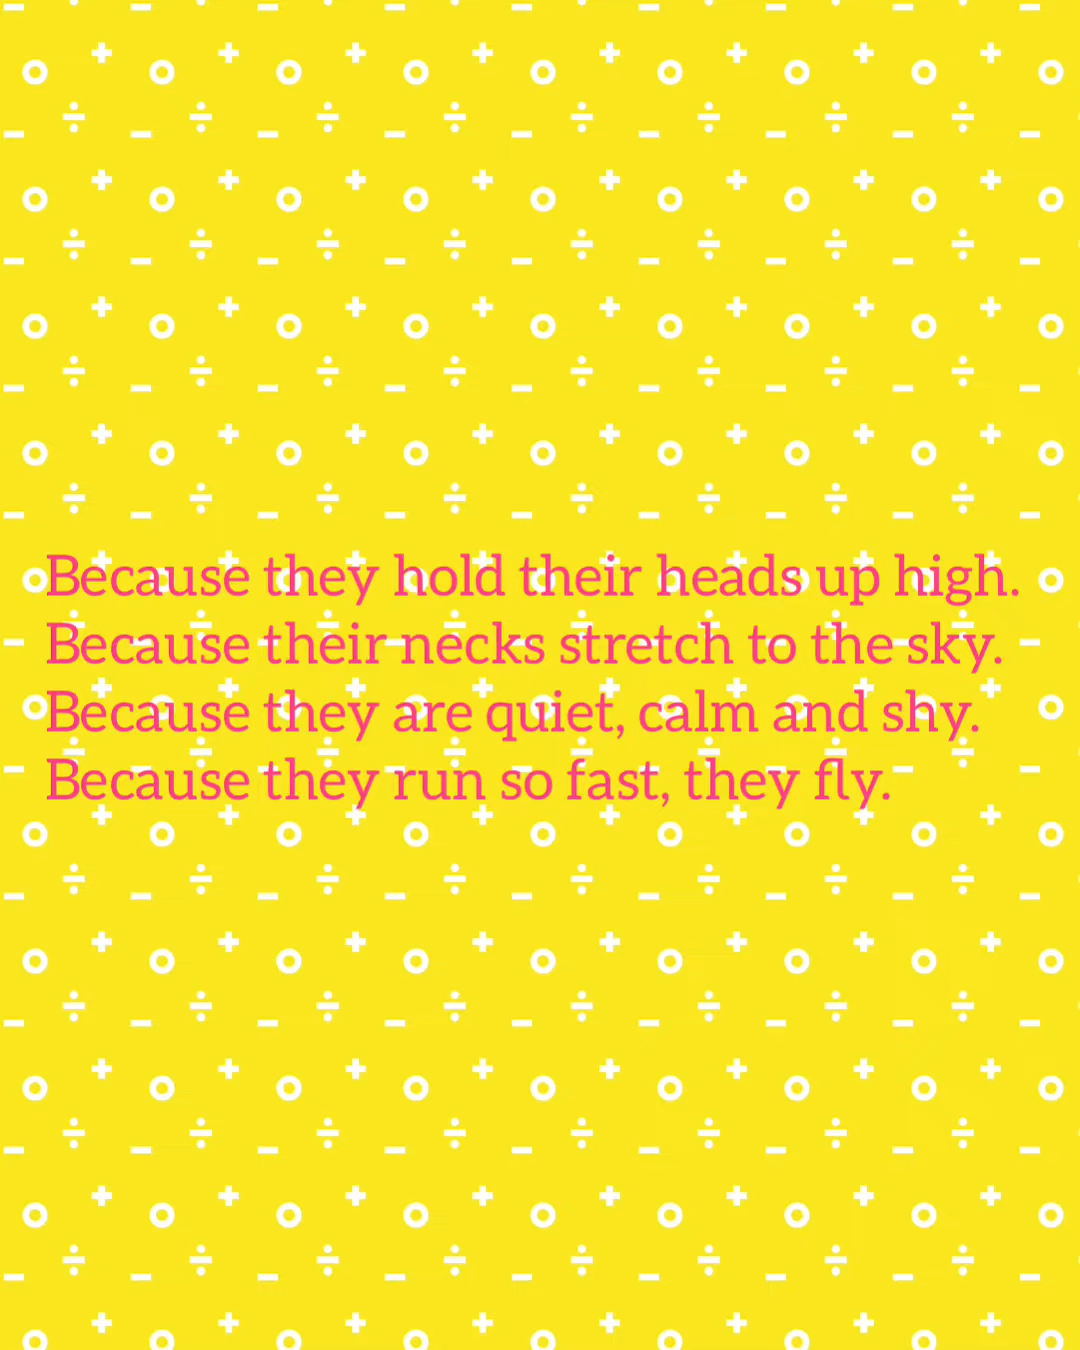 Because they hold their heads up high.
Because their necks stretch to the sky.
Because they are quiet, calm and shy.
Because they run so fast, they fly.